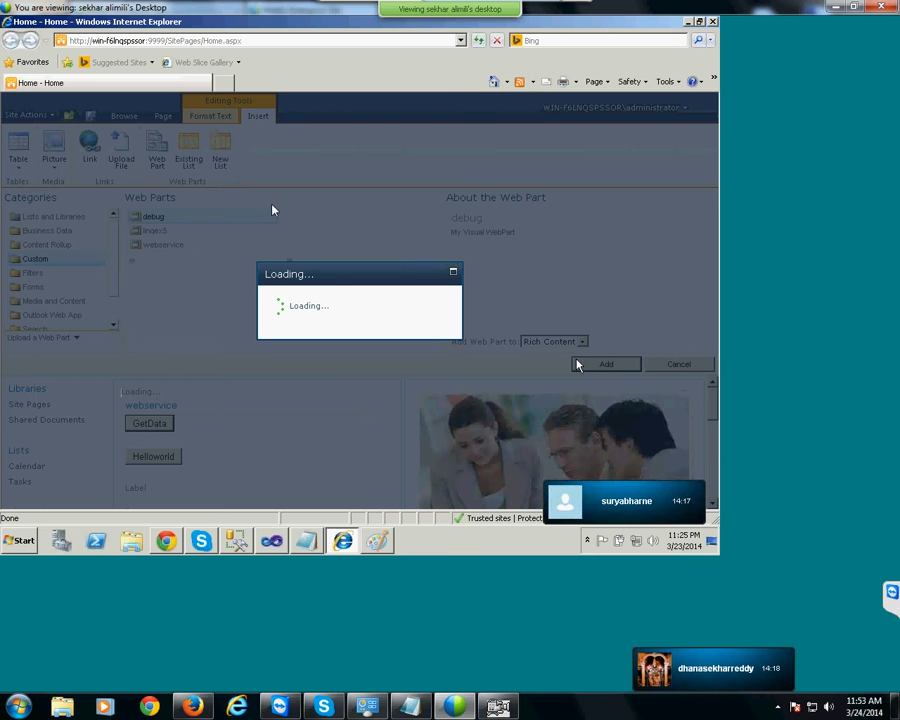 You are viewing: sekhar alimili's Desktop
Viewing sekhar alimili's desktop
Home - Home - Windows Internet Explorer
http://win-f6lnqspssor:9999/SitePages/Home.aspx
Bing
Favorites
Suggested Sites
Web Slice Gallery
Home - Home
Page
Safety
Tools
»
Editing Tools
WIN-F6LNQSPSSOR\administrator
Site Actions
Browse
Page
Format Text
Insert
Table
Picture
Link
Upload File
Web Part
Existing List
New List
Tables
Media
Links
Web Parts
Categories
Web Parts
About the Web Part
Lists and Libraries
debug
debug
Business Data
linqexS
My Visual WebPart
Content Rollup
webservice
Custom
Filters
Loading...
Forms
Loading...
Media and Content
Outlook Web App
Search
Upload a Web Part
Add Web Part to:
Rich Content
Add
Cancel
Libraries
Loading...
Site Pages
webservice
Shared Documents
GetData
Lists
Helloworld
Calendar
Tasks
Label
suryabharne
14:17
Done
Trusted sites | Protect
Start
11:25 PM
3/23/2014
dhanasekharreddy
14:18
11:53 AM
3/24/2014